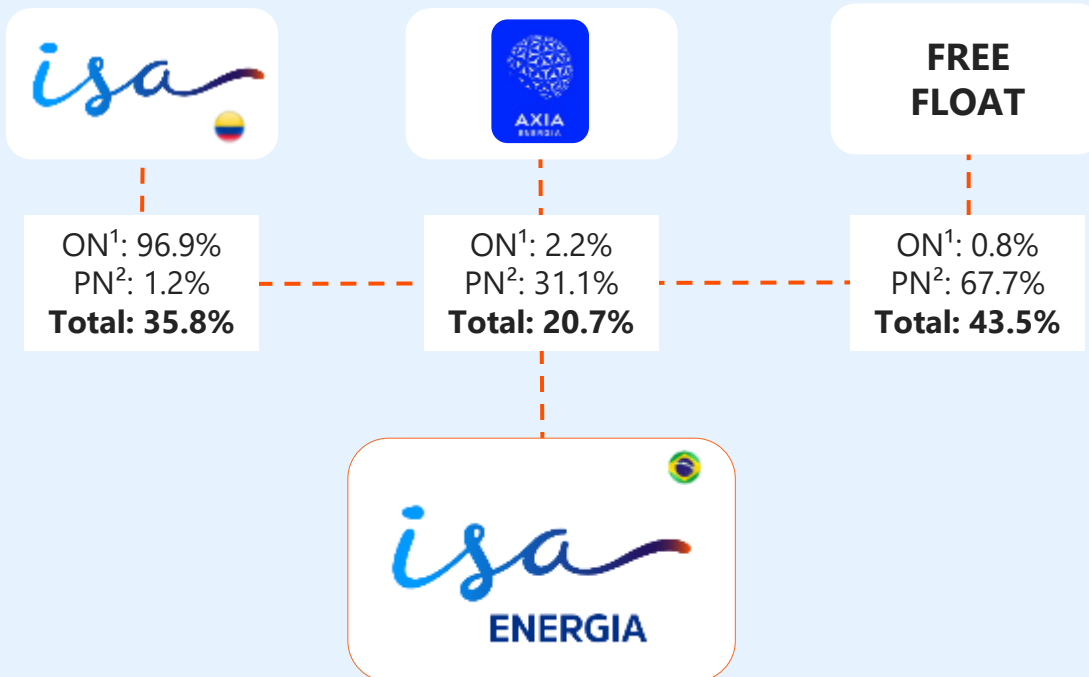 isa
AXIA
ENERGIA
FREE
FLOAT
ON¹: 96.9%
PN²: 1.2%
Total: 35.8%
ON¹: 2.2%
PN²: 31.1%
Total: 20.7%
ON¹: 0.8%
PN²: 67.7%
Total: 43.5%
isa
ENERGIA